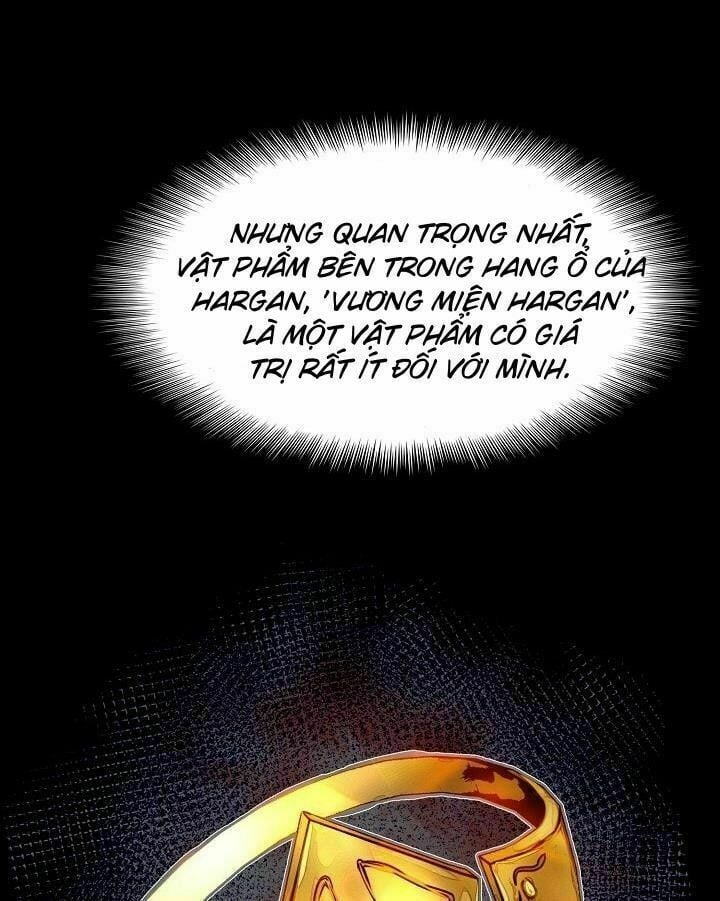 NHƯNG QUAN TRỌNG NHẤT,
VẬT PHẨM BÊN TRONG HANG Ổ CỦA
HARGAN, 'VƯƠNG MIỆN HARGAN',
LÀ MỘT VẬT PHẨM CÓ GIÁ
TRỊ RẤT ÍT ĐỐI VỚI MÌNH.